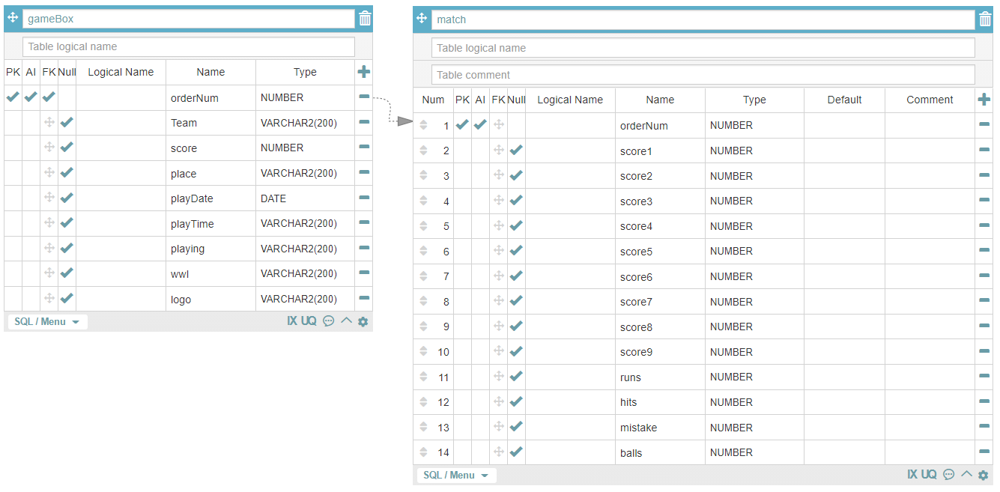 gameBox
Table logical name
PK AI FK Null Logical Name Name Type
orderNum NUMBER
Team VARCHAR2(200)
score NUMBER
place VARCHAR2(200)
playDate DATE
playTime VARCHAR2(200)
playing VARCHAR2(200)
wwl VARCHAR2(200)
logo VARCHAR2(200)
SQL / Menu IX UQ
match
Table logical name
Table comment
Num PK AI FK Null Logical Name Name Type Default Comment
1 orderNum NUMBER
2 score1 NUMBER
3 score2 NUMBER
4 score3 NUMBER
5 score4 NUMBER
6 score5 NUMBER
7 score6 NUMBER
8 score7 NUMBER
9 score8 NUMBER
10 score9 NUMBER
11 runs NUMBER
12 hits NUMBER
13 mistake NUMBER
14 balls NUMBER
SQL / Menu IX UQ